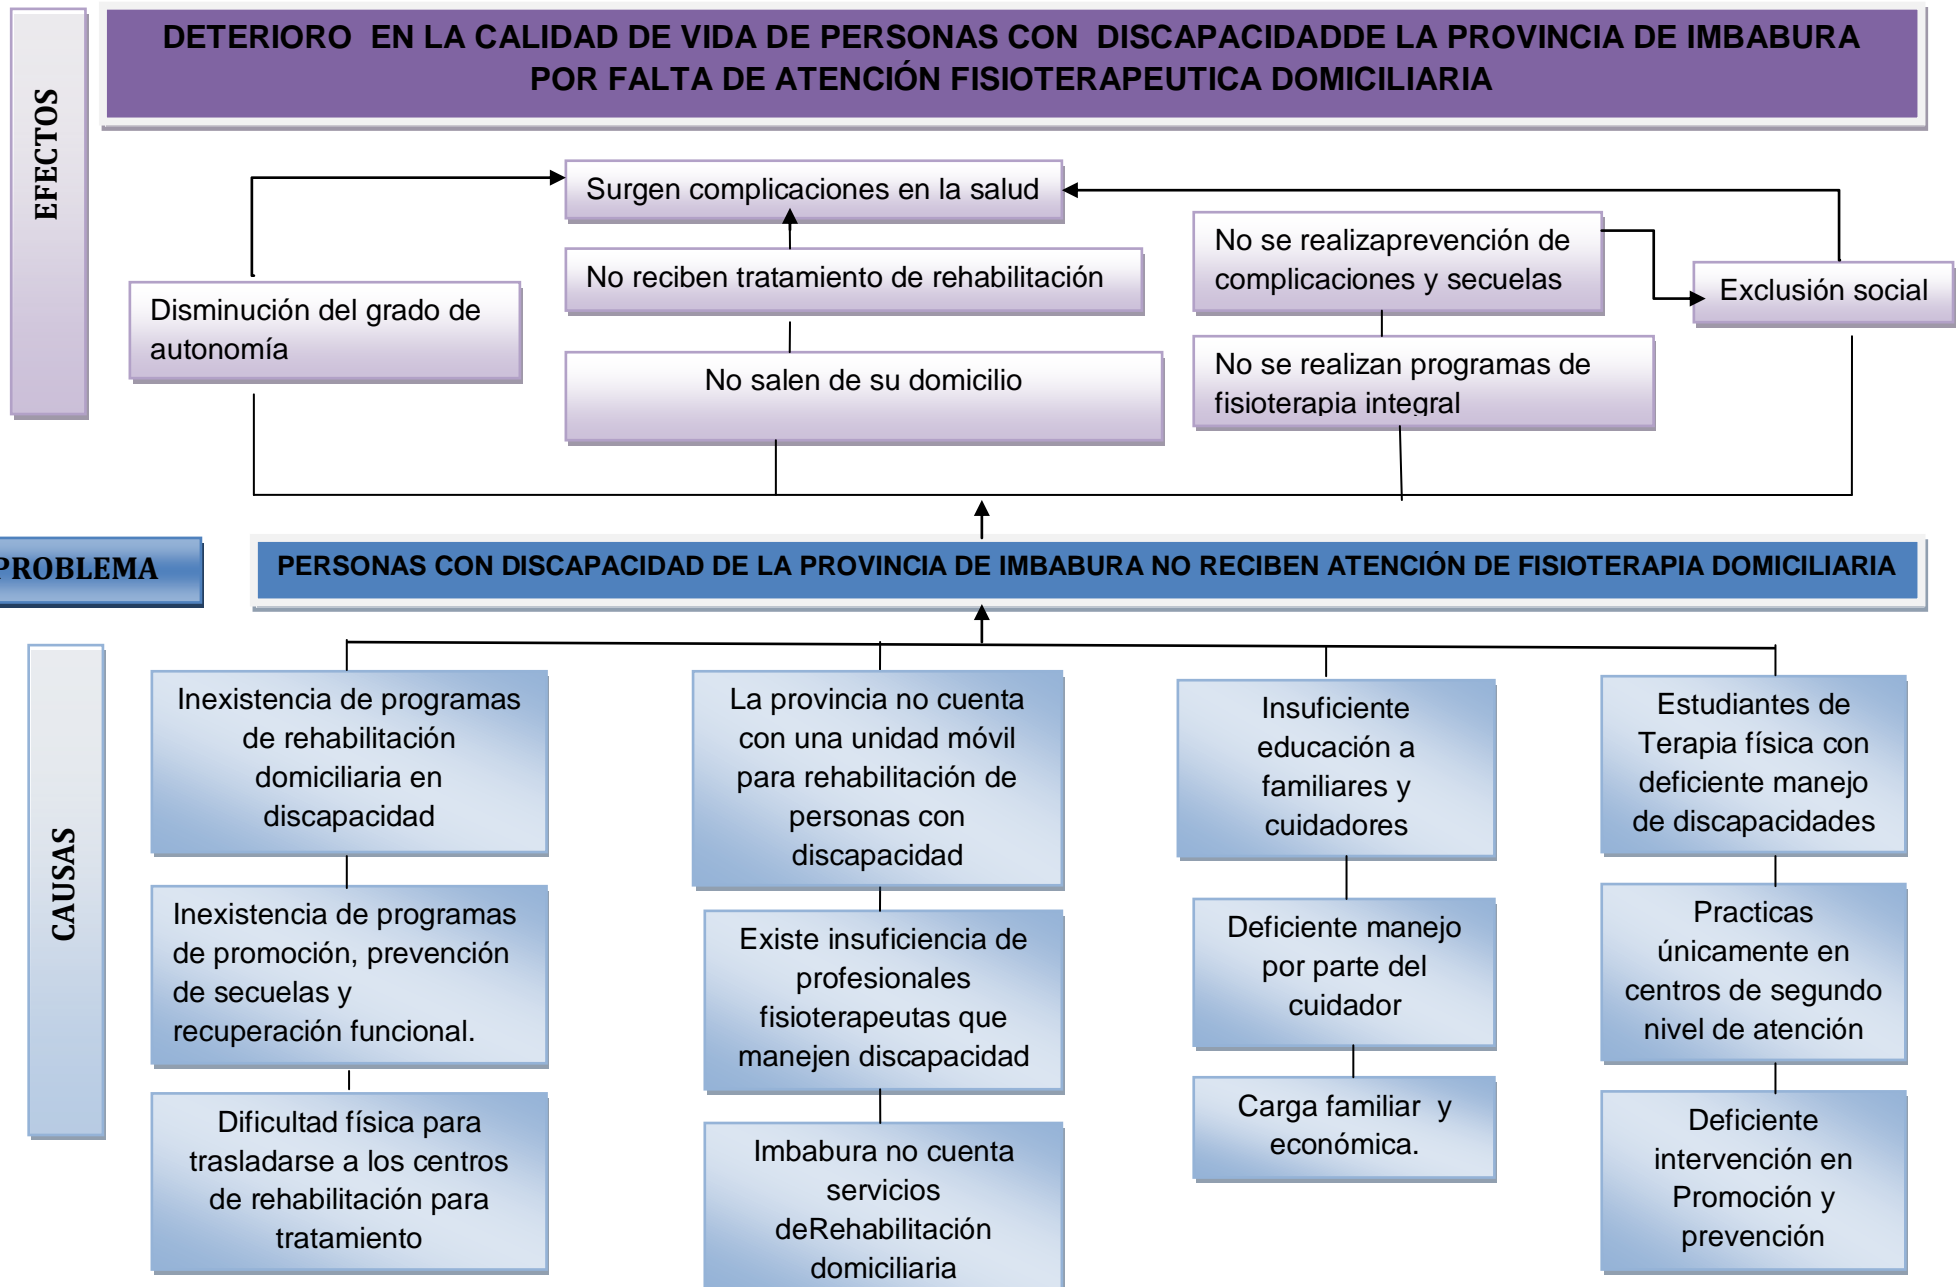 EFECTOS
DETERIORO EN LA CALIDAD DE VIDA DE PERSONAS CON DISCAPACIDADDE LA PROVINCIA DE IMBABURA
POR FALTA DE ATENCIÓN FISIOTERAPEUTICA DOMICILIARIA
Surgen complicaciones en la salud
No reciben tratamiento de rehabilitación
No se realizaprevención de
complicaciones y secuelas
Exclusión social
Disminución del grado de
autonomía
No salen de su domicilio
No se realizan programas de
fisioterapia integral
PROBLEMA
PERSONAS CON DISCAPACIDAD DE LA PROVINCIA DE IMBABURA NO RECIBEN ATENCIÓN DE FISIOTERAPIA DOMICILIARIA
CAUSAS
Inexistencia de programas
de rehabilitación
domiciliaria en
discapacidad
Inexistencia de programas
de promoción, prevención
de secuelas y
recuperación funcional.
Dificultad física para
trasladarse a los centros
de rehabilitación para
tratamiento
La provincia no cuenta
con una unidad móvil
para rehabilitación de
personas con
discapacidad
Existe insuficiencia de
profesionales
fisioterapeutas que
manejen discapacidad
Imbabura no cuenta
servicios
deRehabilitación
domiciliaria
Insuficiente
educación a
familiares y
cuidadores
Deficiente manejo
por parte del
cuidador
Carga familiar y
económica.
Estudiantes de
Terapia física con
deficiente manejo
de discapacidades
Practicas
únicamente en
centros de segundo
nivel de atención
Deficiente
intervención en
Promoción y
prevención